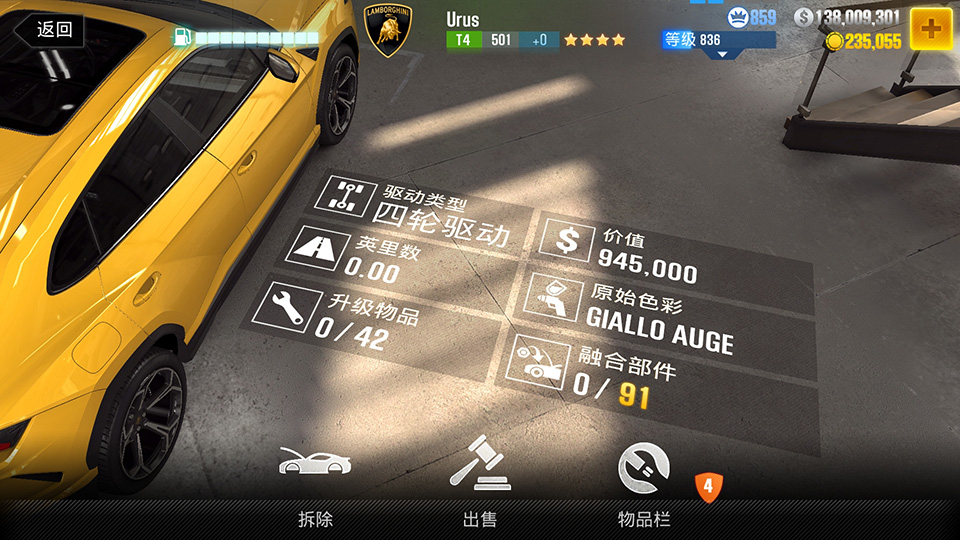 返回
LAMBORGHINI
Urus
T4 501 +0
859
138,009,301
等级 836
235,055
驱动类型
四轮驱动
英里数
0.00
升级物品
0 / 42
价值
945,000
原始色彩
GIALLO AUGE
融合部件
0 / 91
拆除
出售
物品栏
4